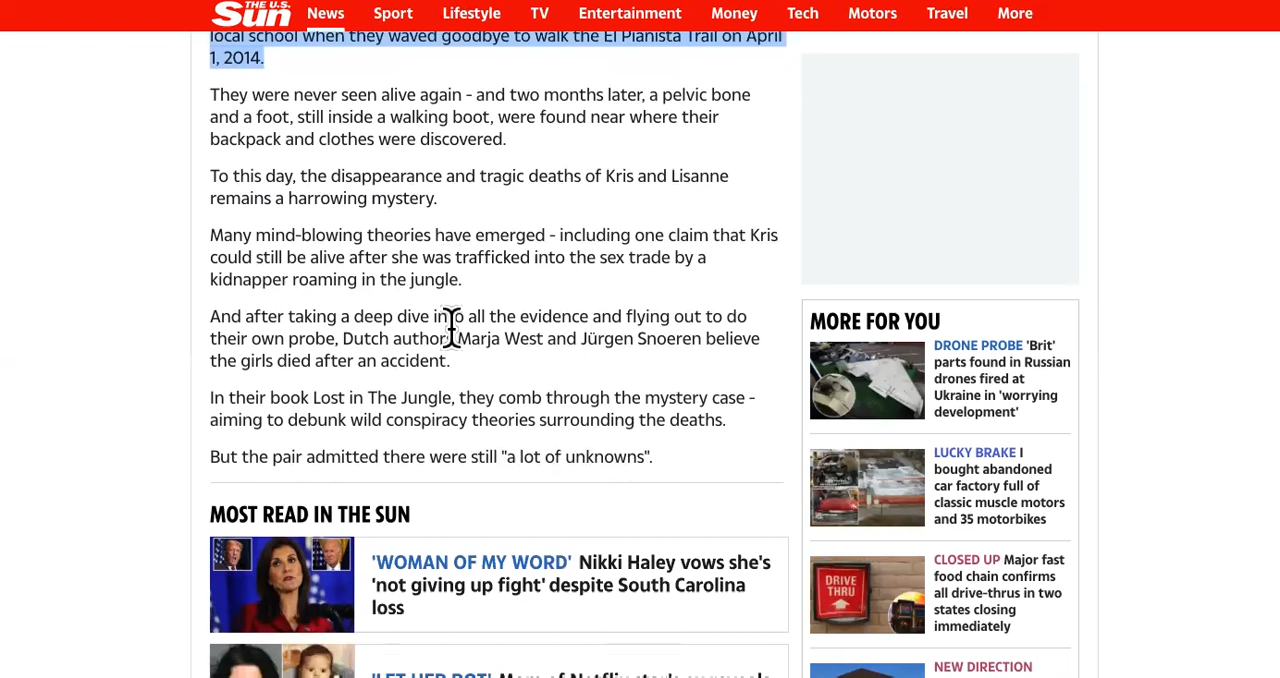 THE U.S.
Sun
News Sport Lifestyle TV Entertainment Money Tech Motors Travel More
local school when they waved goodbye to walk the El Pianista Trail on April
1, 2014.
They were never seen alive again - and two months later, a pelvic bone
and a foot, still inside a walking boot, were found near where their
backpack and clothes were discovered.
To this day, the disappearance and tragic deaths of Kris and Lisanne
remains a harrowing mystery.
Many mind-blowing theories have emerged - including one claim that Kris
could still be alive after she was trafficked into the sex trade by a
kidnapper roaming in the jungle.
And after taking a deep dive into all the evidence and flying out to do
their own probe, Dutch authors Marja West and Jürgen Snoeren believe
the girls died after an accident.
In their book Lost in The Jungle, they comb through the mystery case -
aiming to debunk wild conspiracy theories surrounding the deaths.
But the pair admitted there were still "a lot of unknowns".
MOST READ IN THE SUN
'WOMAN OF MY WORD' Nikki Haley vows she's
'not giving up fight' despite South Carolina
loss
MORE FOR YOU
DRONE PROBE 'Brit'
parts found in Russian
drones fired at
Ukraine in 'worrying
development'
LUCKY BRAKE I
bought abandoned
car factory full of
classic muscle motors
and 35 motorbikes
CLOSED UP Major fast
food chain confirms
all drive-thrus in two
states closing
immediately
DRIVE
THRU
NEW DIRECTION